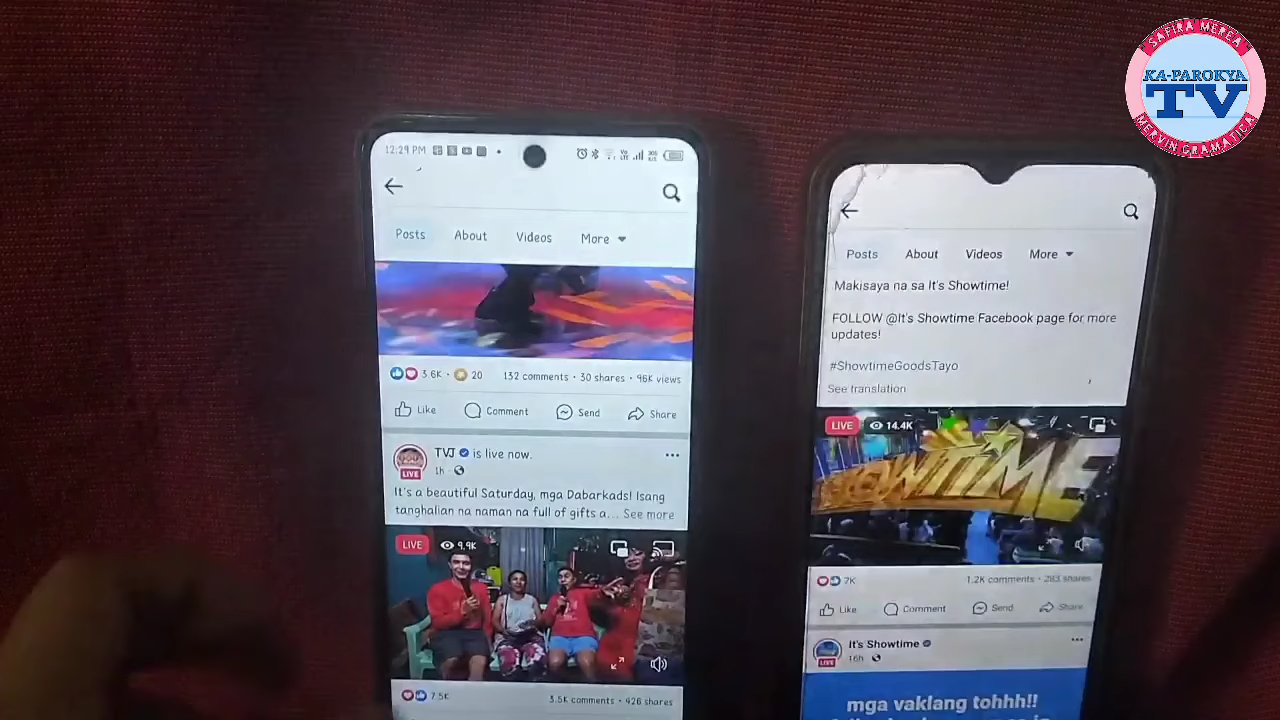 SAFIRA MEREA
KA-PAROKYA
TV
MERVIN GRAMATICA
12:29 PM
Posts About Videos More
3.6K · 20 132 comments · 30 shares · 96K views
Like Comment Send Share
TVJ is live now.
LIVE 1h ·
It's a beautiful Saturday, mga Dabarkads! Isang
tanghalian na naman na full of gifts a... See more
LIVE 9.9K
7.5K 3.5K comments · 426 shares
Posts About Videos More
Makisaya na sa It's Showtime!
FOLLOW @It's Showtime Facebook page for more
updates!
#ShowtimeGoodsTayo
See translation
LIVE 14.4K
SHOWTIME
7K 1.2K comments · 283 shares
Like Comment Send Share
It's Showtime
LIVE 16h ·
mga vaklang tohhh!!